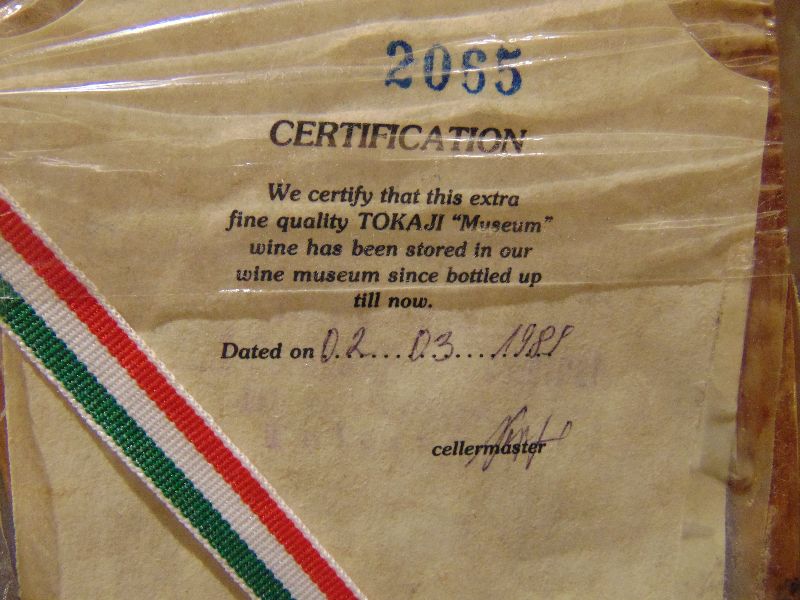 2065
CERTIFICATION
We certify that this extra
fine quality TOKAJI "Museum"
wine has been stored in our
wine museum since bottled up
till now.
Dated on 02...03....1989
cellermaster